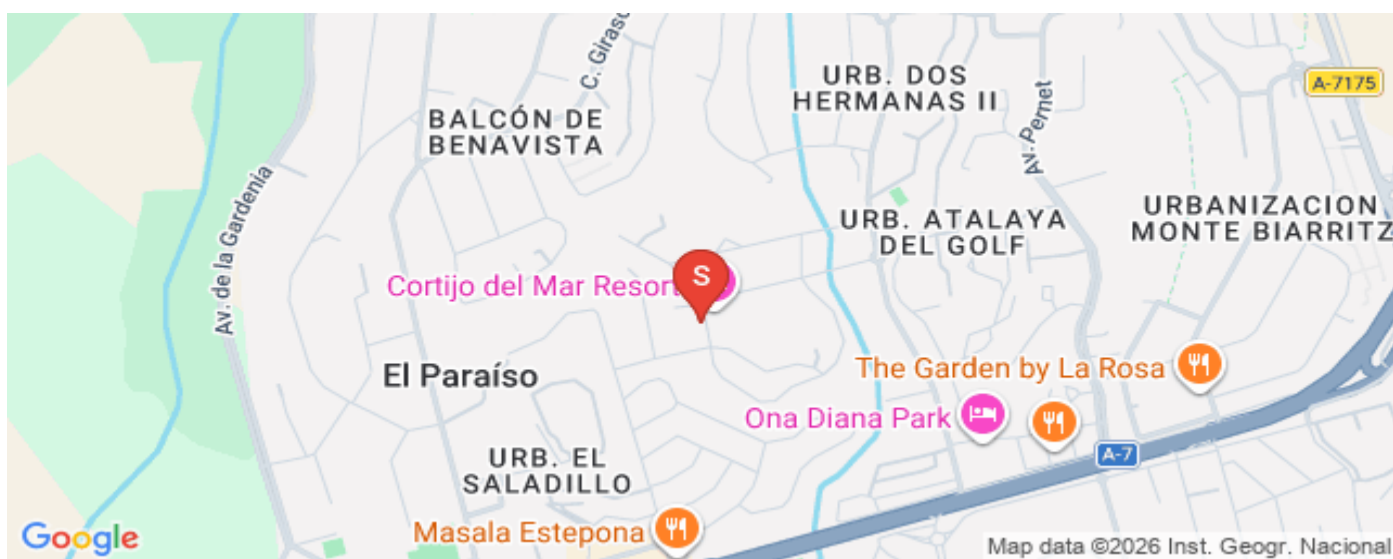 C. Giraso
URB. DOS
HERMANAS II
A-7175
BALCÓN DE
BENAVISTA
Av. Pernet
Av. de la Gardenia
URB. ATALAYA
DEL GOLF
URBANIZACION
MONTE BIARRITZ
S
Cortijo del Mar Resort
El Paraíso
The Garden by La Rosa
Ona Diana Park
A-7
URB. EL
SALADILLO
Masala Estepona
Google
Map data ©2026 Inst. Geogr. Nacional